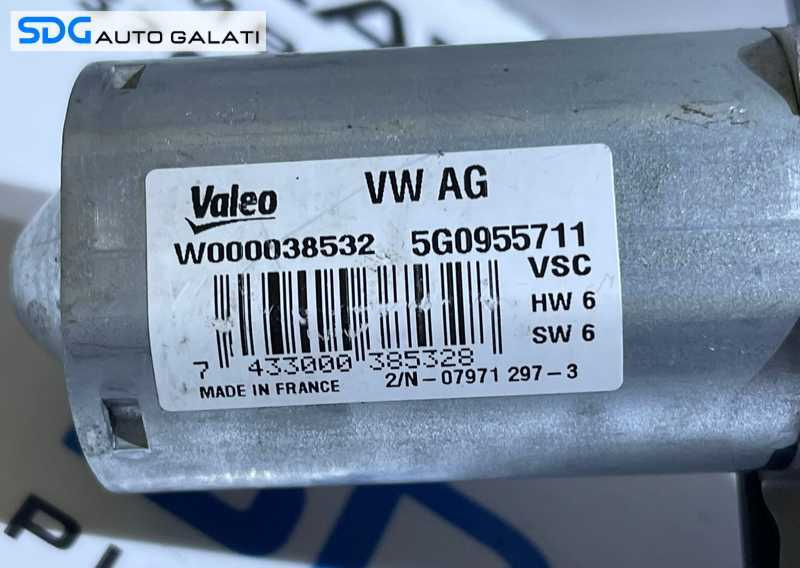 SDG AUTO GALATI
Valeo VW AG
W000038532 5G0955711
VSC
HW 6
SW 6
7 433000 385328
MADE IN FRANCE 2/N-07971 297-3